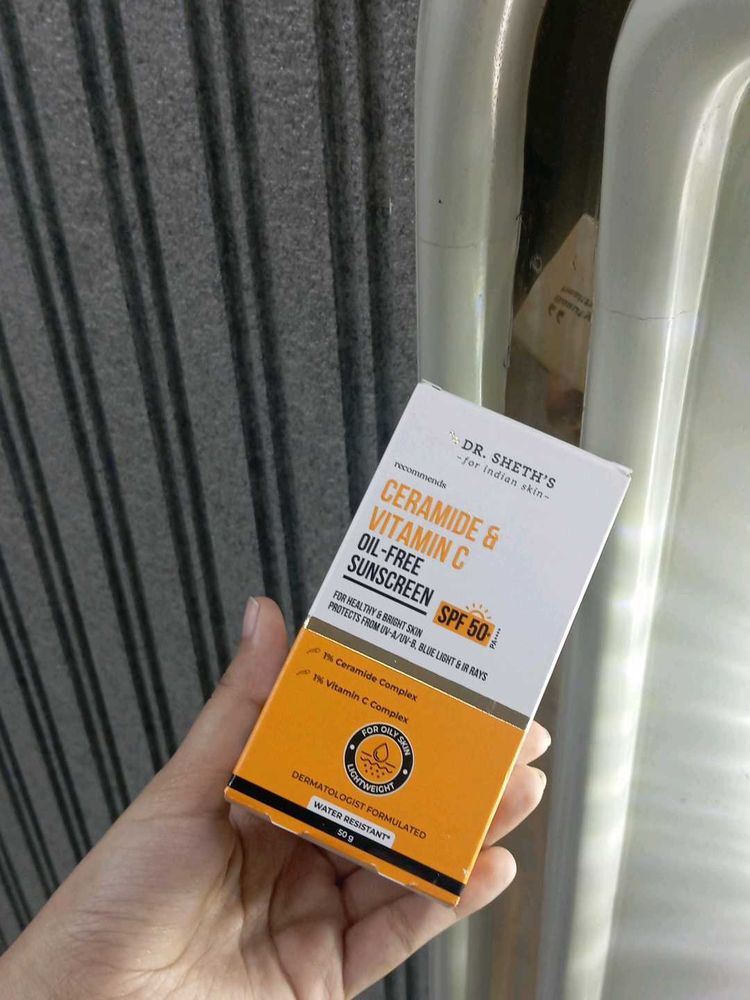 DR. SHETH'S
-for indian skin-
recommends
CERAMIDE &
VITAMIN C
OIL-FREE
SUNSCREEN
SPF 50+
PA++++
FOR HEALTHY & BRIGHT SKIN
PROTECTS FROM UV-A/UV-B, BLUE LIGHT & IR RAYS
1% Ceramide Complex
1% Vitamin C Complex
FOR OILY SKIN
LIGHTWEIGHT
DERMATOLOGIST FORMULATED
WATER RESISTANT*
50 g